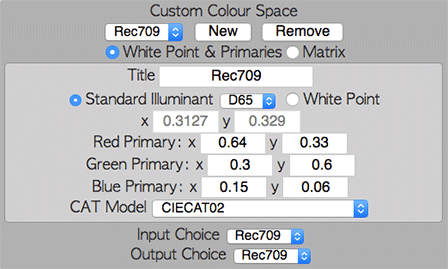 Custom Colour Space
Rec709 New Remove
White Point & Primaries Matrix
Title Rec709
Standard Illuminant D65 White Point
x 0.3127 y 0.329
Red Primary: x 0.64 y 0.33
Green Primary: x 0.3 y 0.6
Blue Primary: x 0.15 y 0.06
CAT Model CIECAT02
Input Choice Rec709
Output Choice Rec709